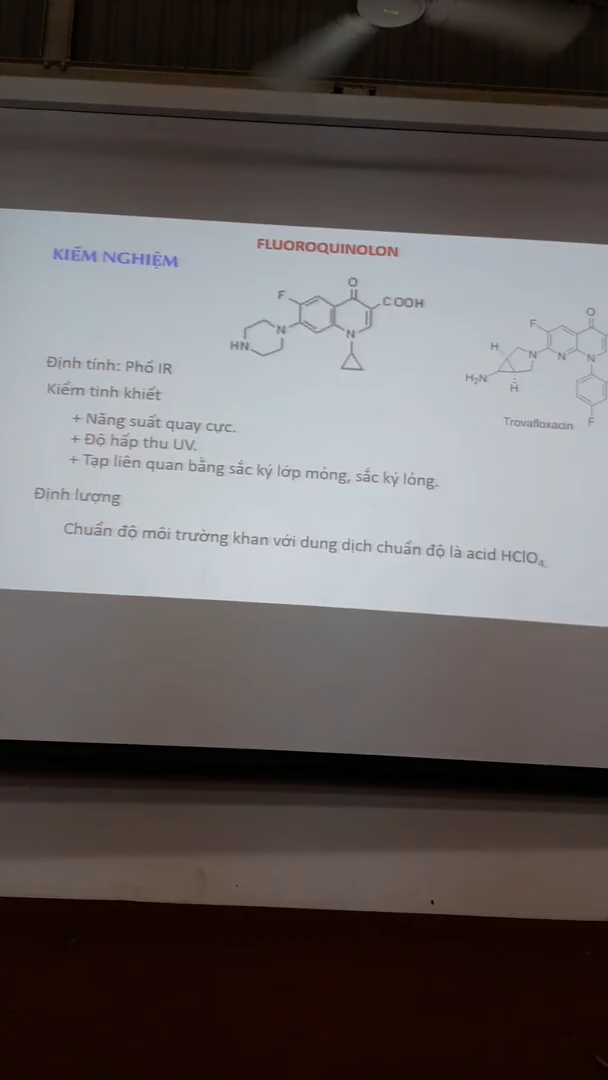 FLUOROQUINOLON
KIỂM NGHIỆM
O
F
COOH
N
N
HN
O
F
H
N
N
N
H₂N
H
F
Trovafloxacin
Định tính: Phổ IR
Kiểm tinh khiết
+ Năng suất quay cực.
+ Độ hấp thu UV.
+ Tạp liên quan bằng sắc ký lớp mỏng, sắc ký lỏng.
Định lượng
Chuẩn độ môi trường khan với dung dịch chuẩn độ là acid HClO₄.